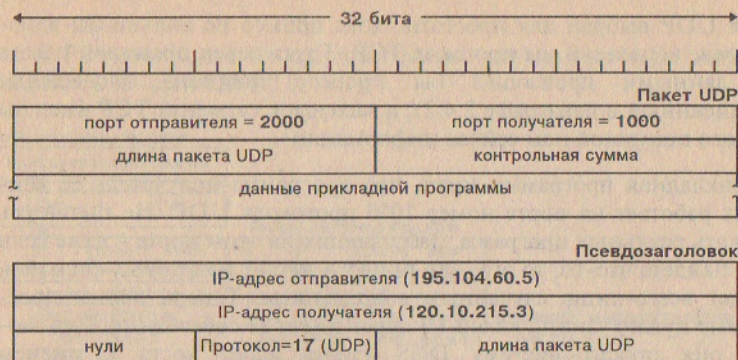 32 бита
Пакет UDP
порт отправителя = 2000
порт получателя = 1000
длина пакета UDP
контрольная сумма
данные прикладной программы
Псевдозаголовок
IP-адрес отправителя (195.104.60.5)
IP-адрес получателя (120.10.215.3)
нули
Протокол=17 (UDP)
длина пакета UDP